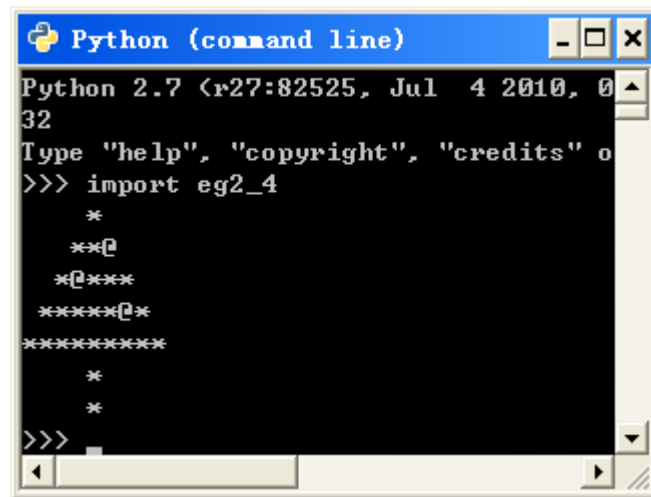 Python (command line)
Python 2.7 (r27:82525, Jul  4 2010, 0
32
Type "help", "copyright", "credits" o
>>> import eg2_4
    *
   **@
  *@***
 *****@*
*********
    *
    *
>>> _